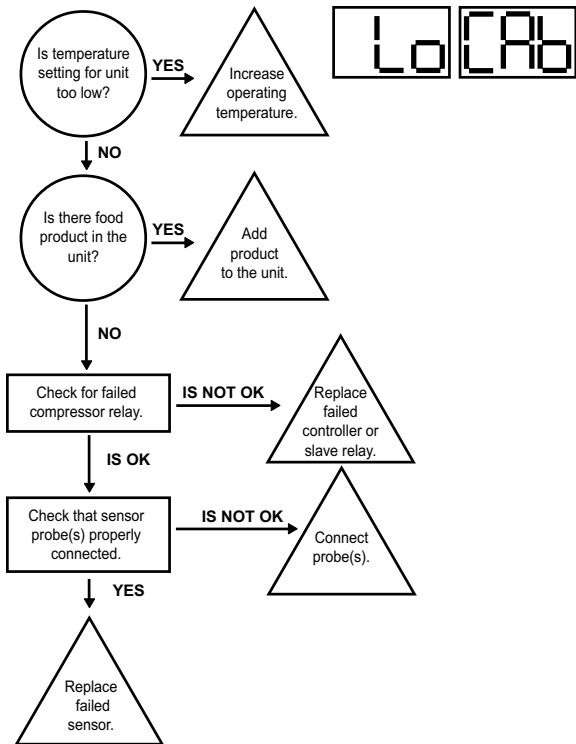 Is temperature
setting for unit
too low?
YES
Increase
operating
temperature.
Lo CAb
NO
Is there food
product in the
unit?
YES
Add
product
to the unit.
NO
Check for failed
compressor relay.
IS NOT OK
Replace
failed
controller or
slave relay.
IS OK
Check that sensor
probe(s) properly
connected.
IS NOT OK
Connect
probe(s).
YES
Replace
failed
sensor.